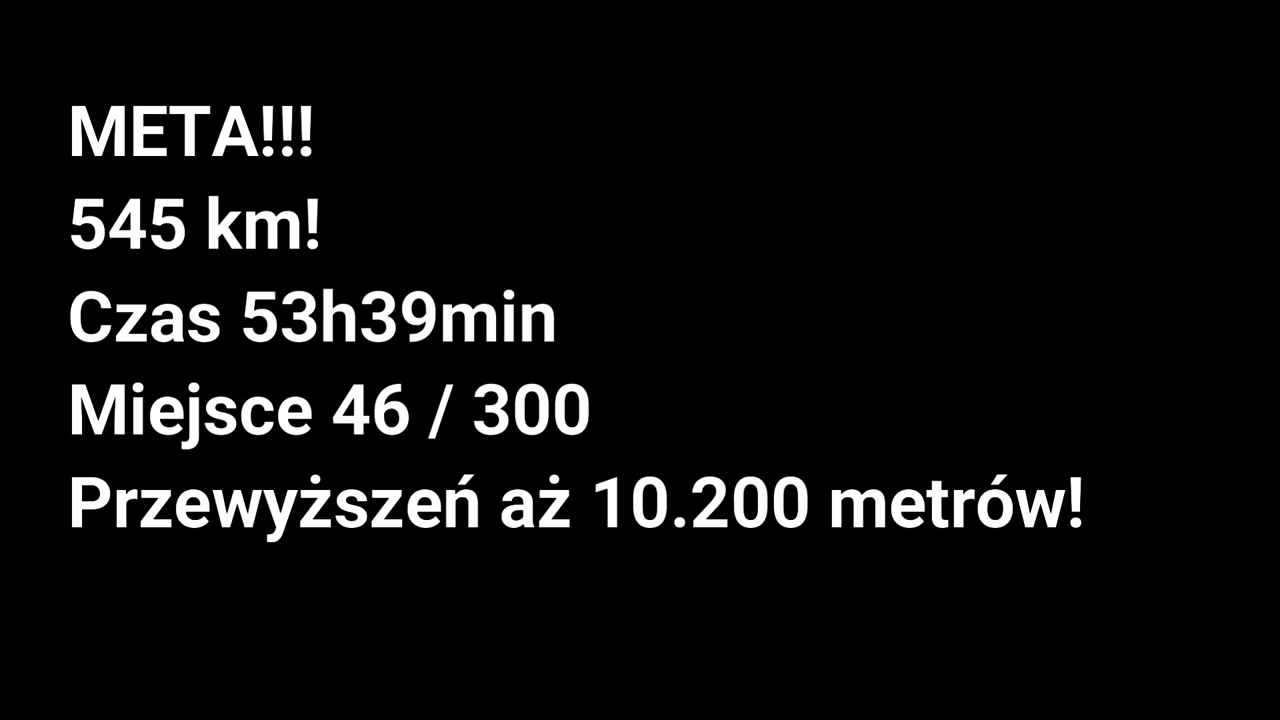 META!!!
545 km!
Czas 53h39min
Miejsce 46 / 300
Przewyższeń aż 10.200 metrów!